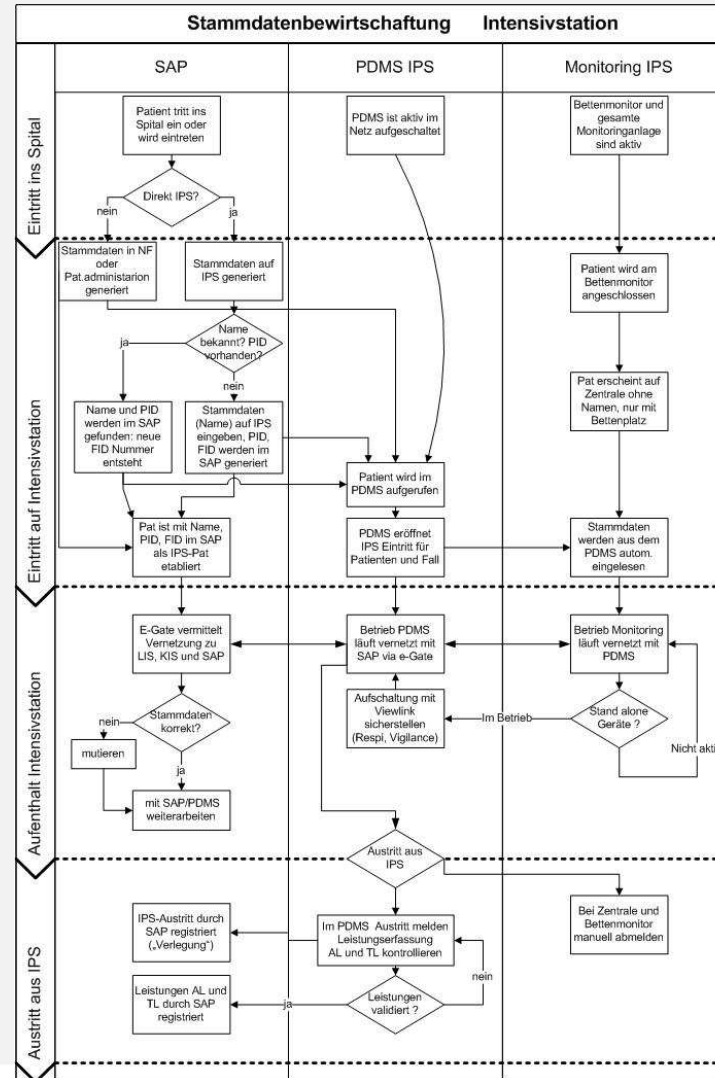 Stammdatenbewirtschaftung Intensivstation
SAP
PDMS IPS
Monitoring IPS
Eintritt ins Spital
Patient tritt ins
Spital ein oder
wird eintreten
PDMS ist aktiv im
Netz aufgeschaltet
Bettenmonitor und
gesamte
Monitoringanlage
sind aktiv
Direkt IPS?
nein
ja
Eintritt auf Intensivstation
Stammdaten in NF
oder
Pat.administarion
generiert
Stammdaten auf
IPS generiert
Patient wird am
Bettenmonitor
angeschlossen
Name
bekannt? PID
vorhanden?
ja
nein
Name und PID
werden im SAP
gefunden: neue
FID Nummer
entsteht
Stammdaten
(Name) auf IPS
eingeben, PID,
FID werden im
SAP generiert
Pat erscheint auf
Zentrale ohne
Namen, nur mit
Bettenplatz
Patient wird im
PDMS aufgerufen
Pat ist mit Name,
PID, FID im SAP
als IPS-Pat
etabliert
PDMS eröffnet
IPS Eintritt für
Patienten und Fall
Stammdaten
werden aus dem
PDMS autom.
eingelesen
Aufenthalt Intensivstation
E-Gate vermittelt
Vernetzung zu
LIS, KIS und SAP
Betrieb PDMS
läuft vernetzt mit
SAP via e-Gate
Betrieb Monitoring
läuft vernetzt mit
PDMS
Stammdaten
korrekt?
nein
ja
mutieren
mit SAP/PDMS
weiterarbeiten
Aufschaltung mit
Viewlink
sicherstellen
(Respi, Vigilance)
Im Betrieb
Stand alone
Geräte ?
Nicht akti
Austritt aus
IPS
Austritt aus IPS
IPS-Austritt durch
SAP registriert
(„Verlegung")
Im PDMS Austritt melden
Leistungserfassung
AL und TL kontrollieren
Bei Zentrale und
Bettenmonitor
manuell abmelden
nein
Leistungen AL und
TL durch SAP
registriert
ja
Leistungen
validiert ?